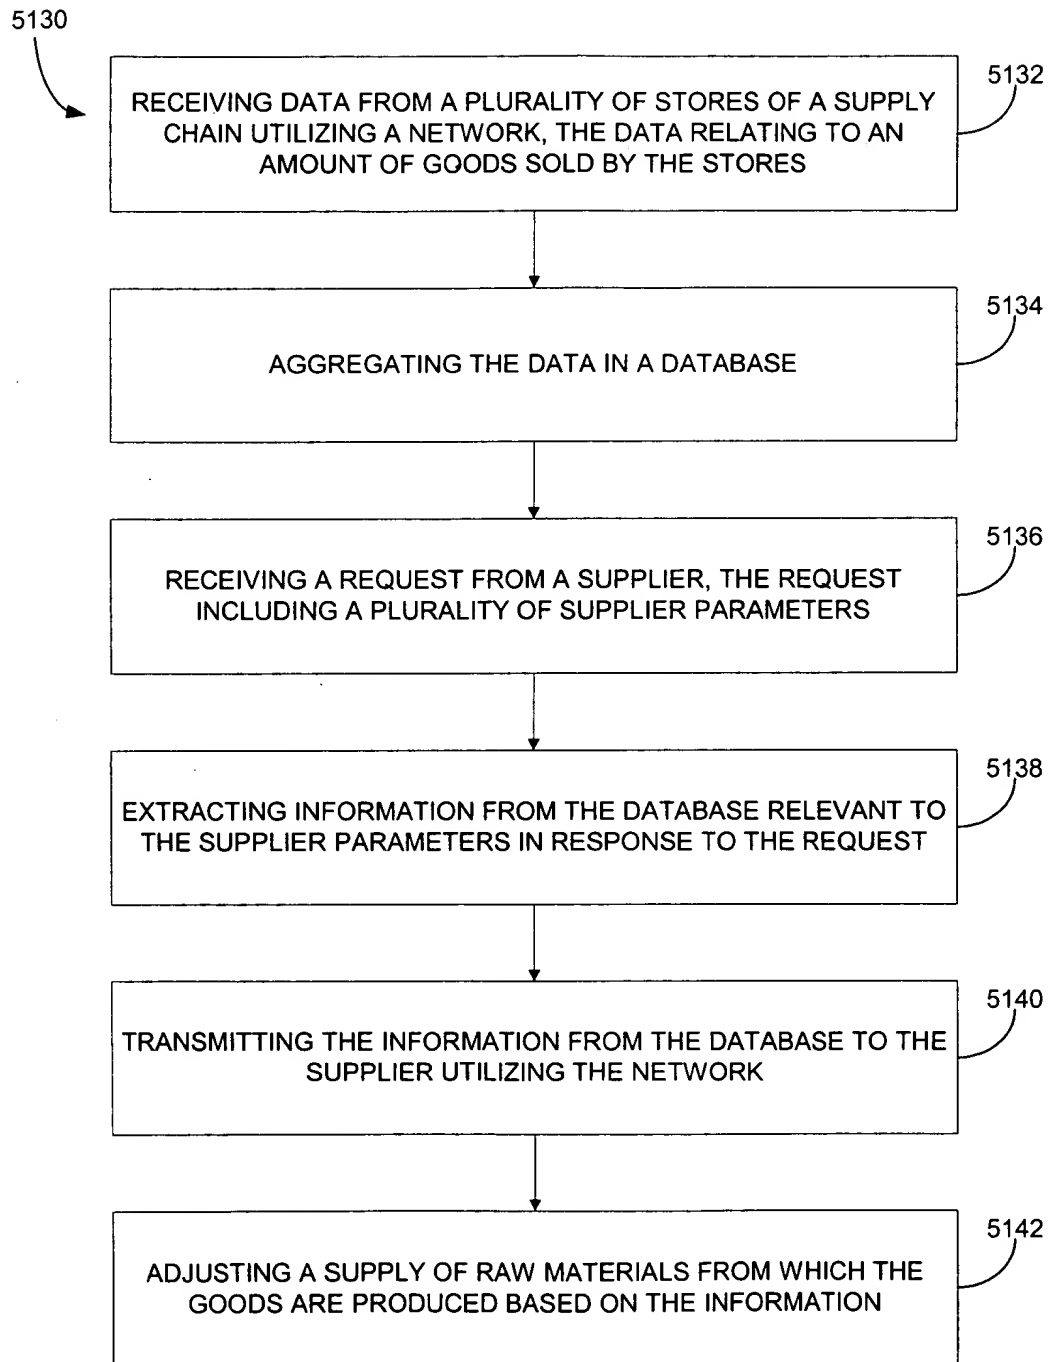 5130
5132
RECEIVING DATA FROM A PLURALITY OF STORES OF A SUPPLY
CHAIN UTILIZING A NETWORK, THE DATA RELATING TO AN
AMOUNT OF GOODS SOLD BY THE STORES
5134
AGGREGATING THE DATA IN A DATABASE
5136
RECEIVING A REQUEST FROM A SUPPLIER, THE REQUEST
INCLUDING A PLURALITY OF SUPPLIER PARAMETERS
5138
EXTRACTING INFORMATION FROM THE DATABASE RELEVANT TO
THE SUPPLIER PARAMETERS IN RESPONSE TO THE REQUEST
5140
TRANSMITTING THE INFORMATION FROM THE DATABASE TO THE
SUPPLIER UTILIZING THE NETWORK
5142
ADJUSTING A SUPPLY OF RAW MATERIALS FROM WHICH THE
GOODS ARE PRODUCED BASED ON THE INFORMATION